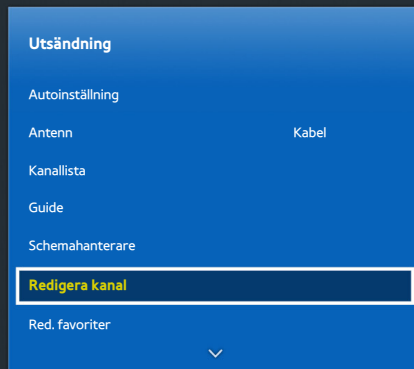 Utsändning
Autoinställning
Antenn Kabel
Kanallista
Guide
Schemahanterare
Redigera kanal
Red. favoriter